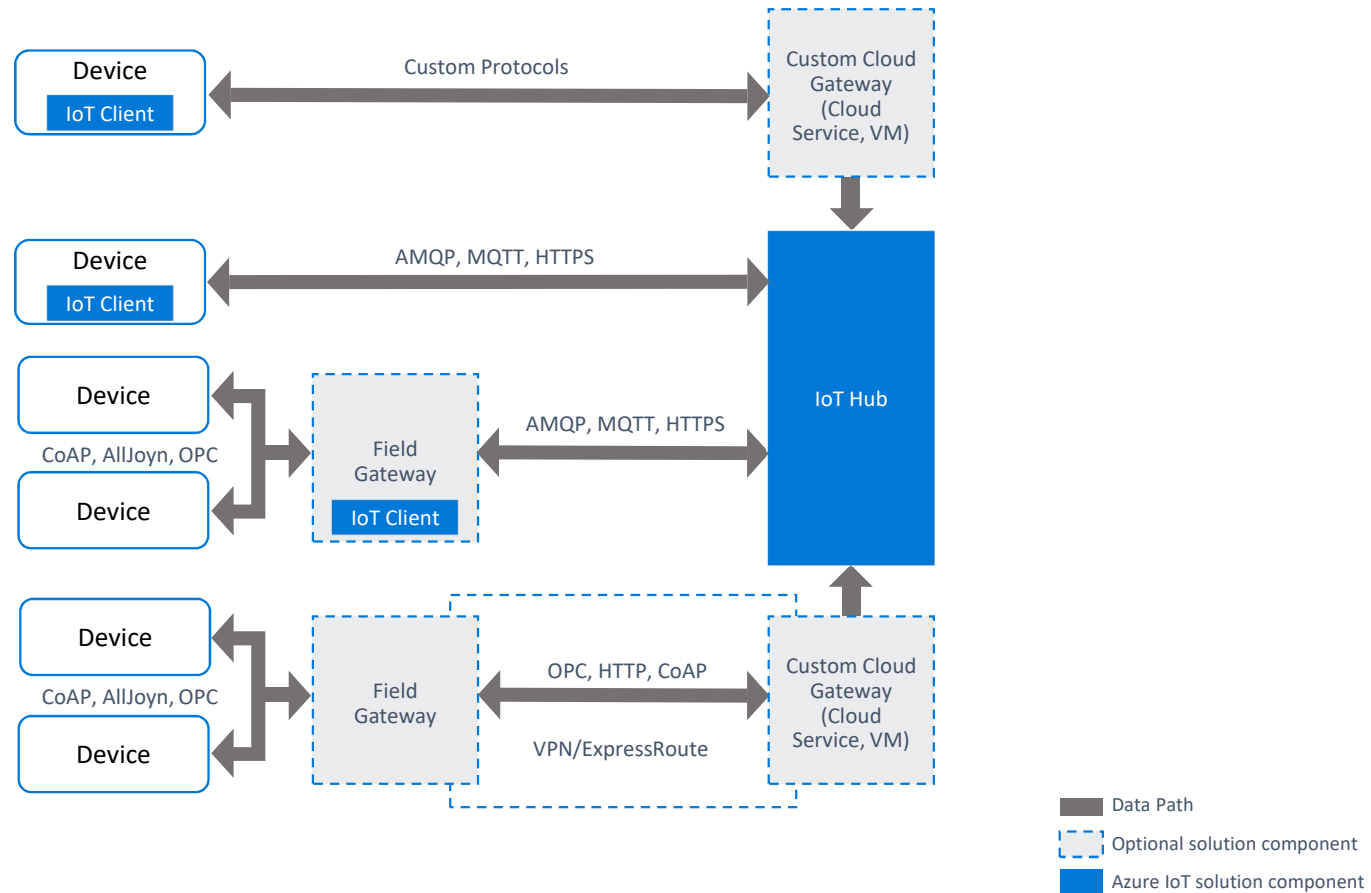 Device
IoT Client
Custom Protocols
Custom Cloud
Gateway
(Cloud
Service, VM)
Device
IoT Client
AMQP, MQTT, HTTPS
IoT Hub
Device
CoAP, AllJoyn, OPC
Device
Field
Gateway
IoT Client
AMQP, MQTT, HTTPS
Device
CoAP, AllJoyn, OPC
Device
Field
Gateway
OPC, HTTP, CoAP
VPN/ExpressRoute
Custom Cloud
Gateway
(Cloud
Service, VM)
Data Path
Optional solution component
Azure IoT solution component